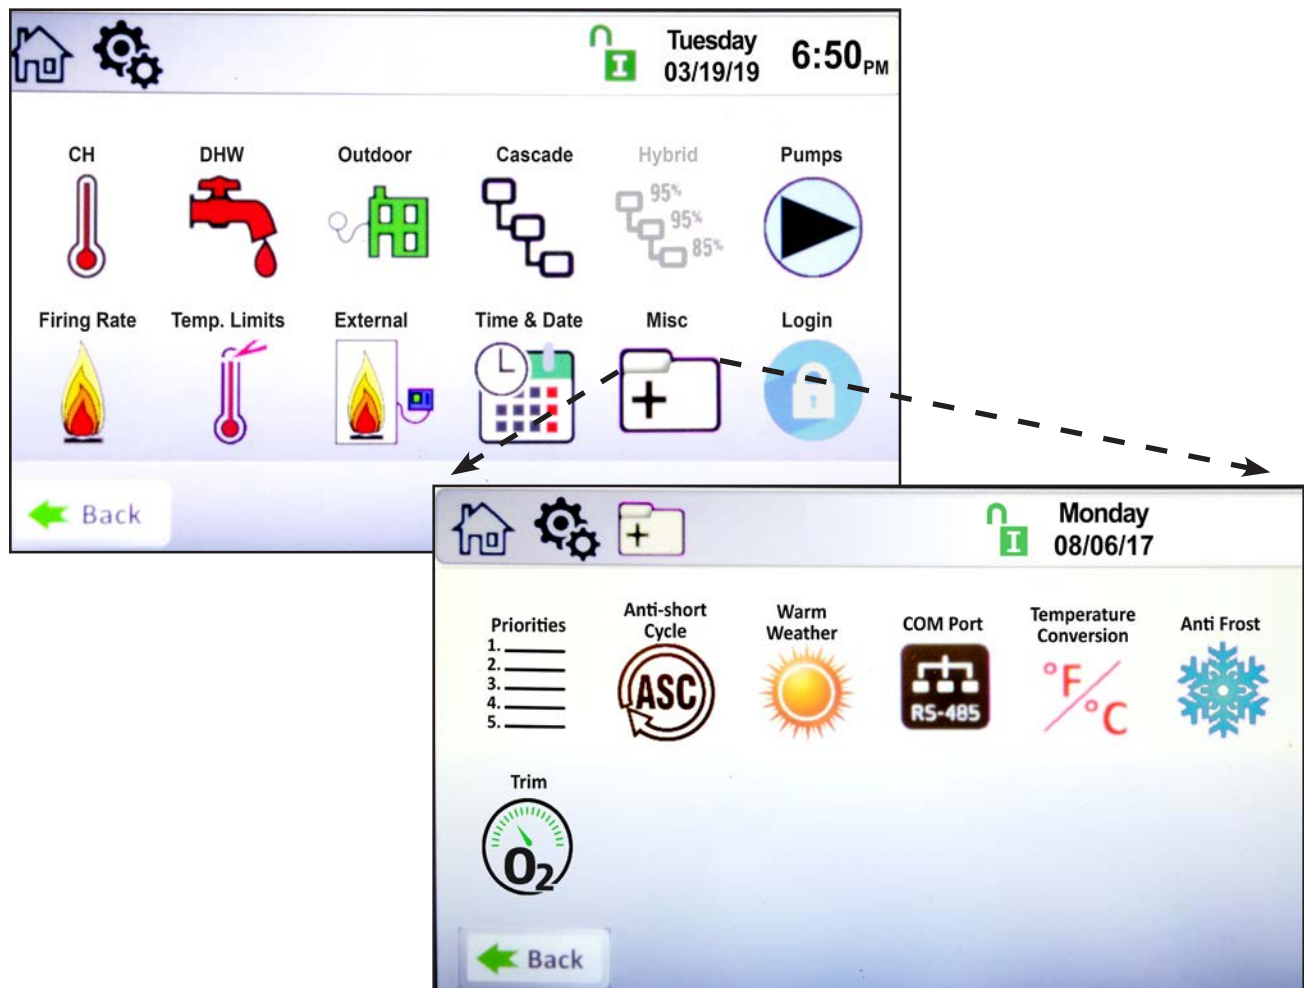 I
Tuesday
03/19/19
6:50 PM
CH
DHW
Outdoor
Cascade
Hybrid
Pumps
95%
95%
85%
Firing Rate
Temp. Limits
External
Time & Date
Misc
Login
L
+
Back
+
I
Monday
08/06/17
Priorities
1.
2.
3.
4.
5.
Anti-short
Cycle
ASC
Warm
Weather
COM Port
RS-485
Temperature
Conversion
°F/°C
Anti Frost
Trim
O2
Back